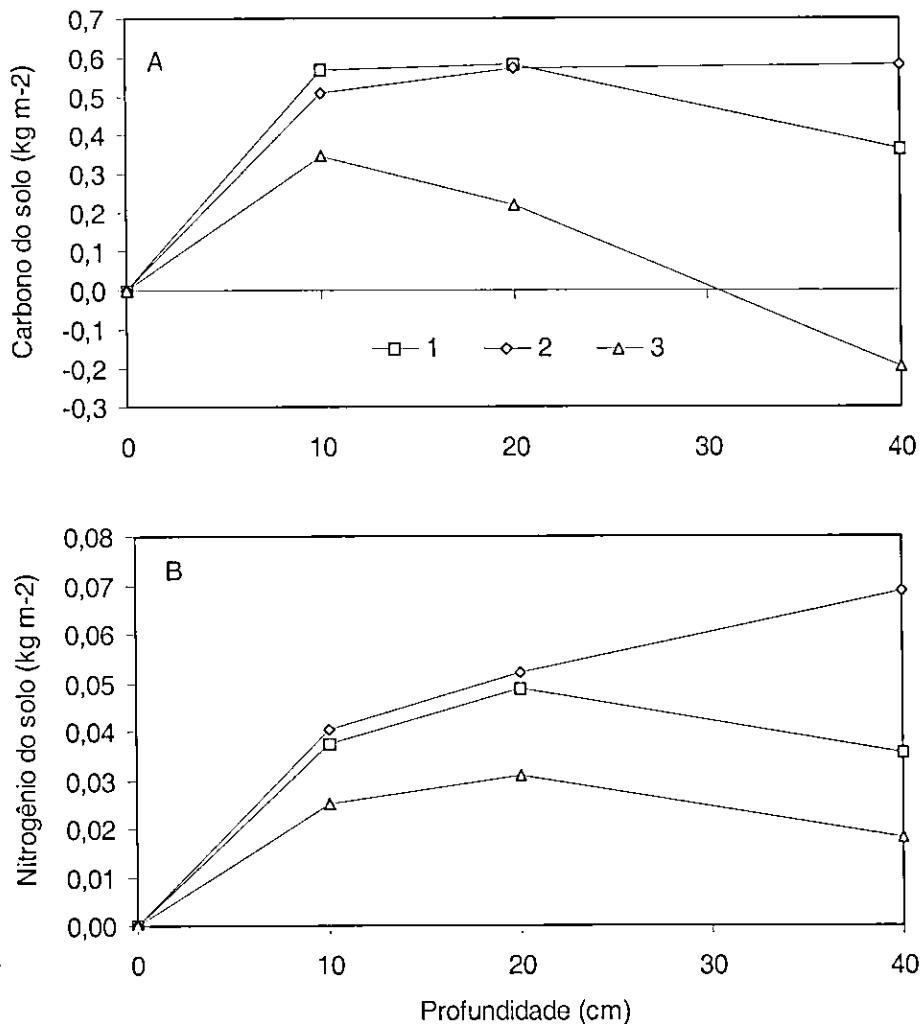 0,7
0,6
0,5
0,4
0,3
0,2
0,1
0,0
-0,1
-0,2
-0,3
Carbono do solo (kg m-2)
A
1 2 3
0 10 20 30 40
0,08
0,07
0,06
0,05
0,04
0,03
0,02
0,01
0,00
Nitrogênio do solo (kg m-2)
B
0 10 20 30 40
Profundidade (cm)